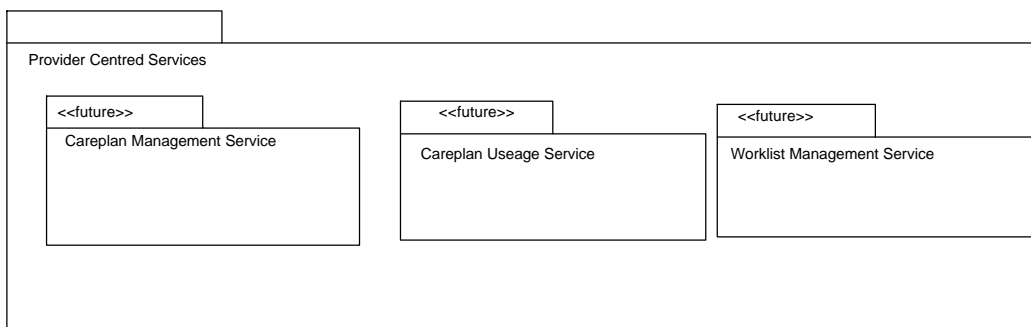 Provider Centred Services
<<future>>
Careplan Management Service
<<future>>
Careplan Useage Service
<<future>>
Worklist Management Service